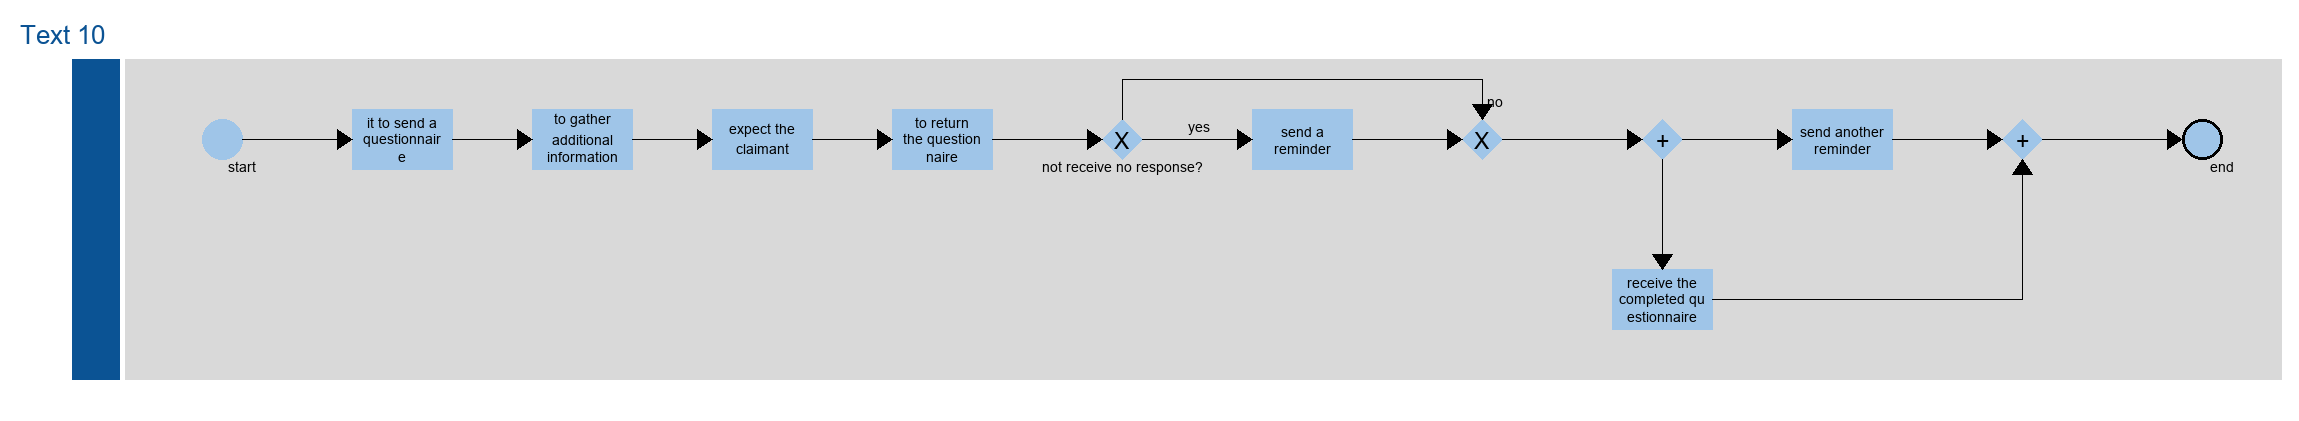 Text 10
start
it to send a
questionnair
e
to gather
additional
information
expect the
claimant
to return
the question
naire
X
not receive no response?
yes
send a
reminder
no
X
+
send another
reminder
receive the
completed qu
estionnaire
+
end